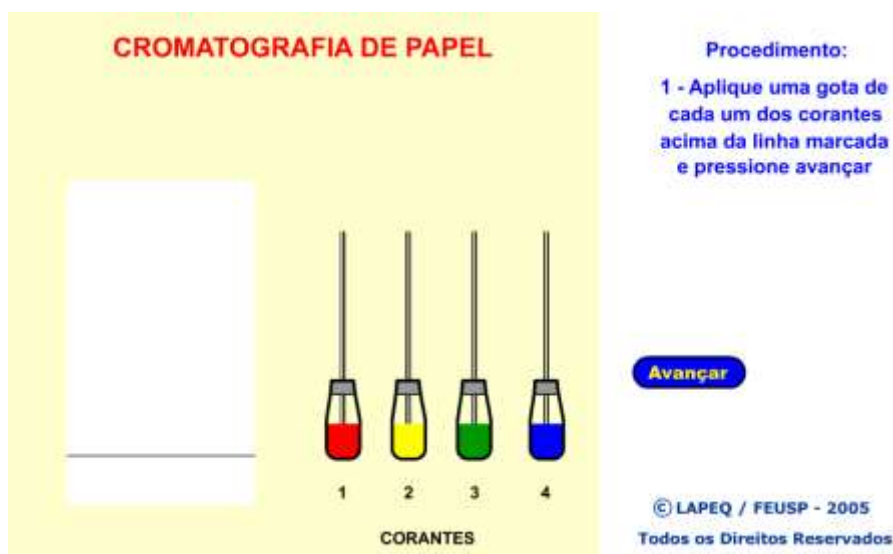 CROMATOGRAFIA DE PAPEL
Procedimento:
1 - Aplique uma gota de
cada um dos corantes
acima da linha marcada
e pressione avançar
Avançar
1 2 3 4
CORANTES
© LAPEQ / FEUSP - 2005
Todos os Direitos Reservados